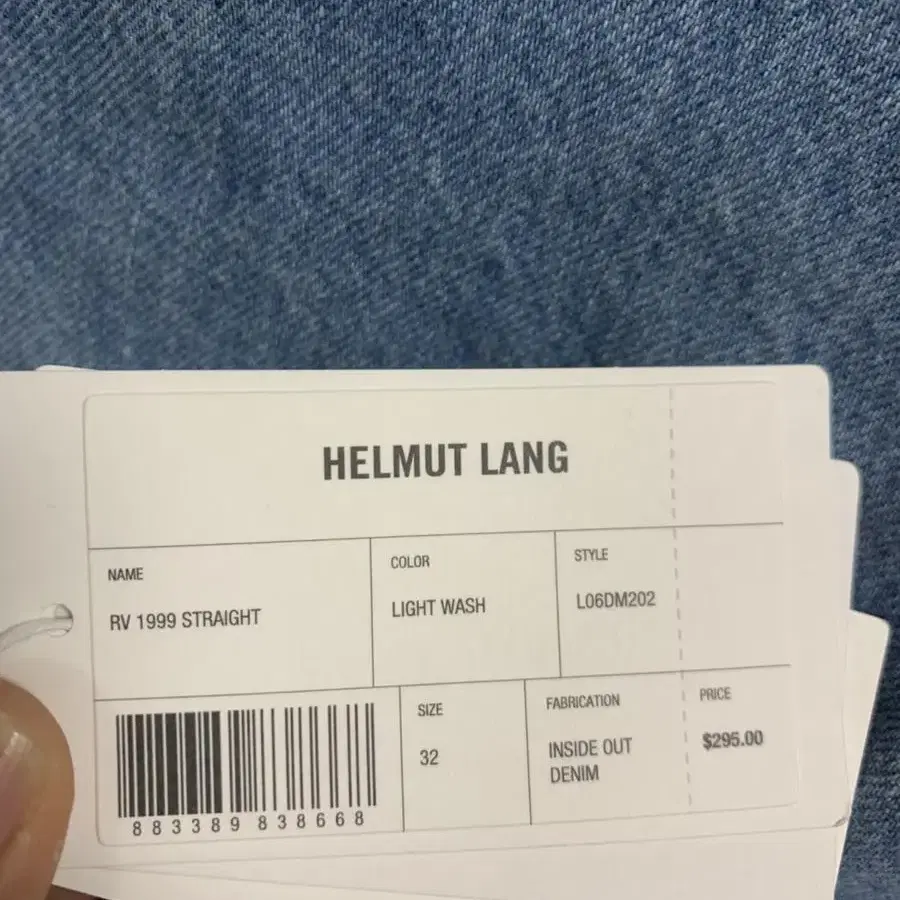 HELMUT LANG
NAME
RV 1999 STRAIGHT
COLOR
LIGHT WASH
STYLE
L06DM202
883389 838668
SIZE
32
FABRICATION
INSIDE OUT
DENIM
PRICE
$295.00